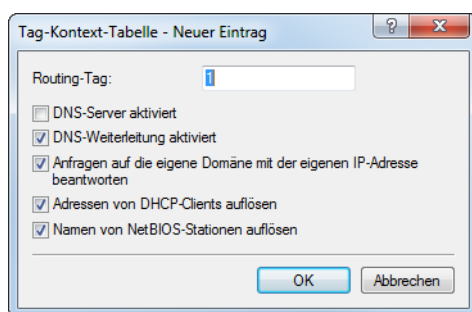 Tag-Kontext-Tabelle - Neuer Eintrag
Routing-Tag: 1
DNS-Server aktiviert
DNS-Weiterleitung aktiviert
Anfragen auf die eigene Domäne mit der eigenen IP-Adresse
beantworten
Adressen von DHCP-Clients auflösen
Namen von NetBIOS-Stationen auflösen
OK Abbrechen